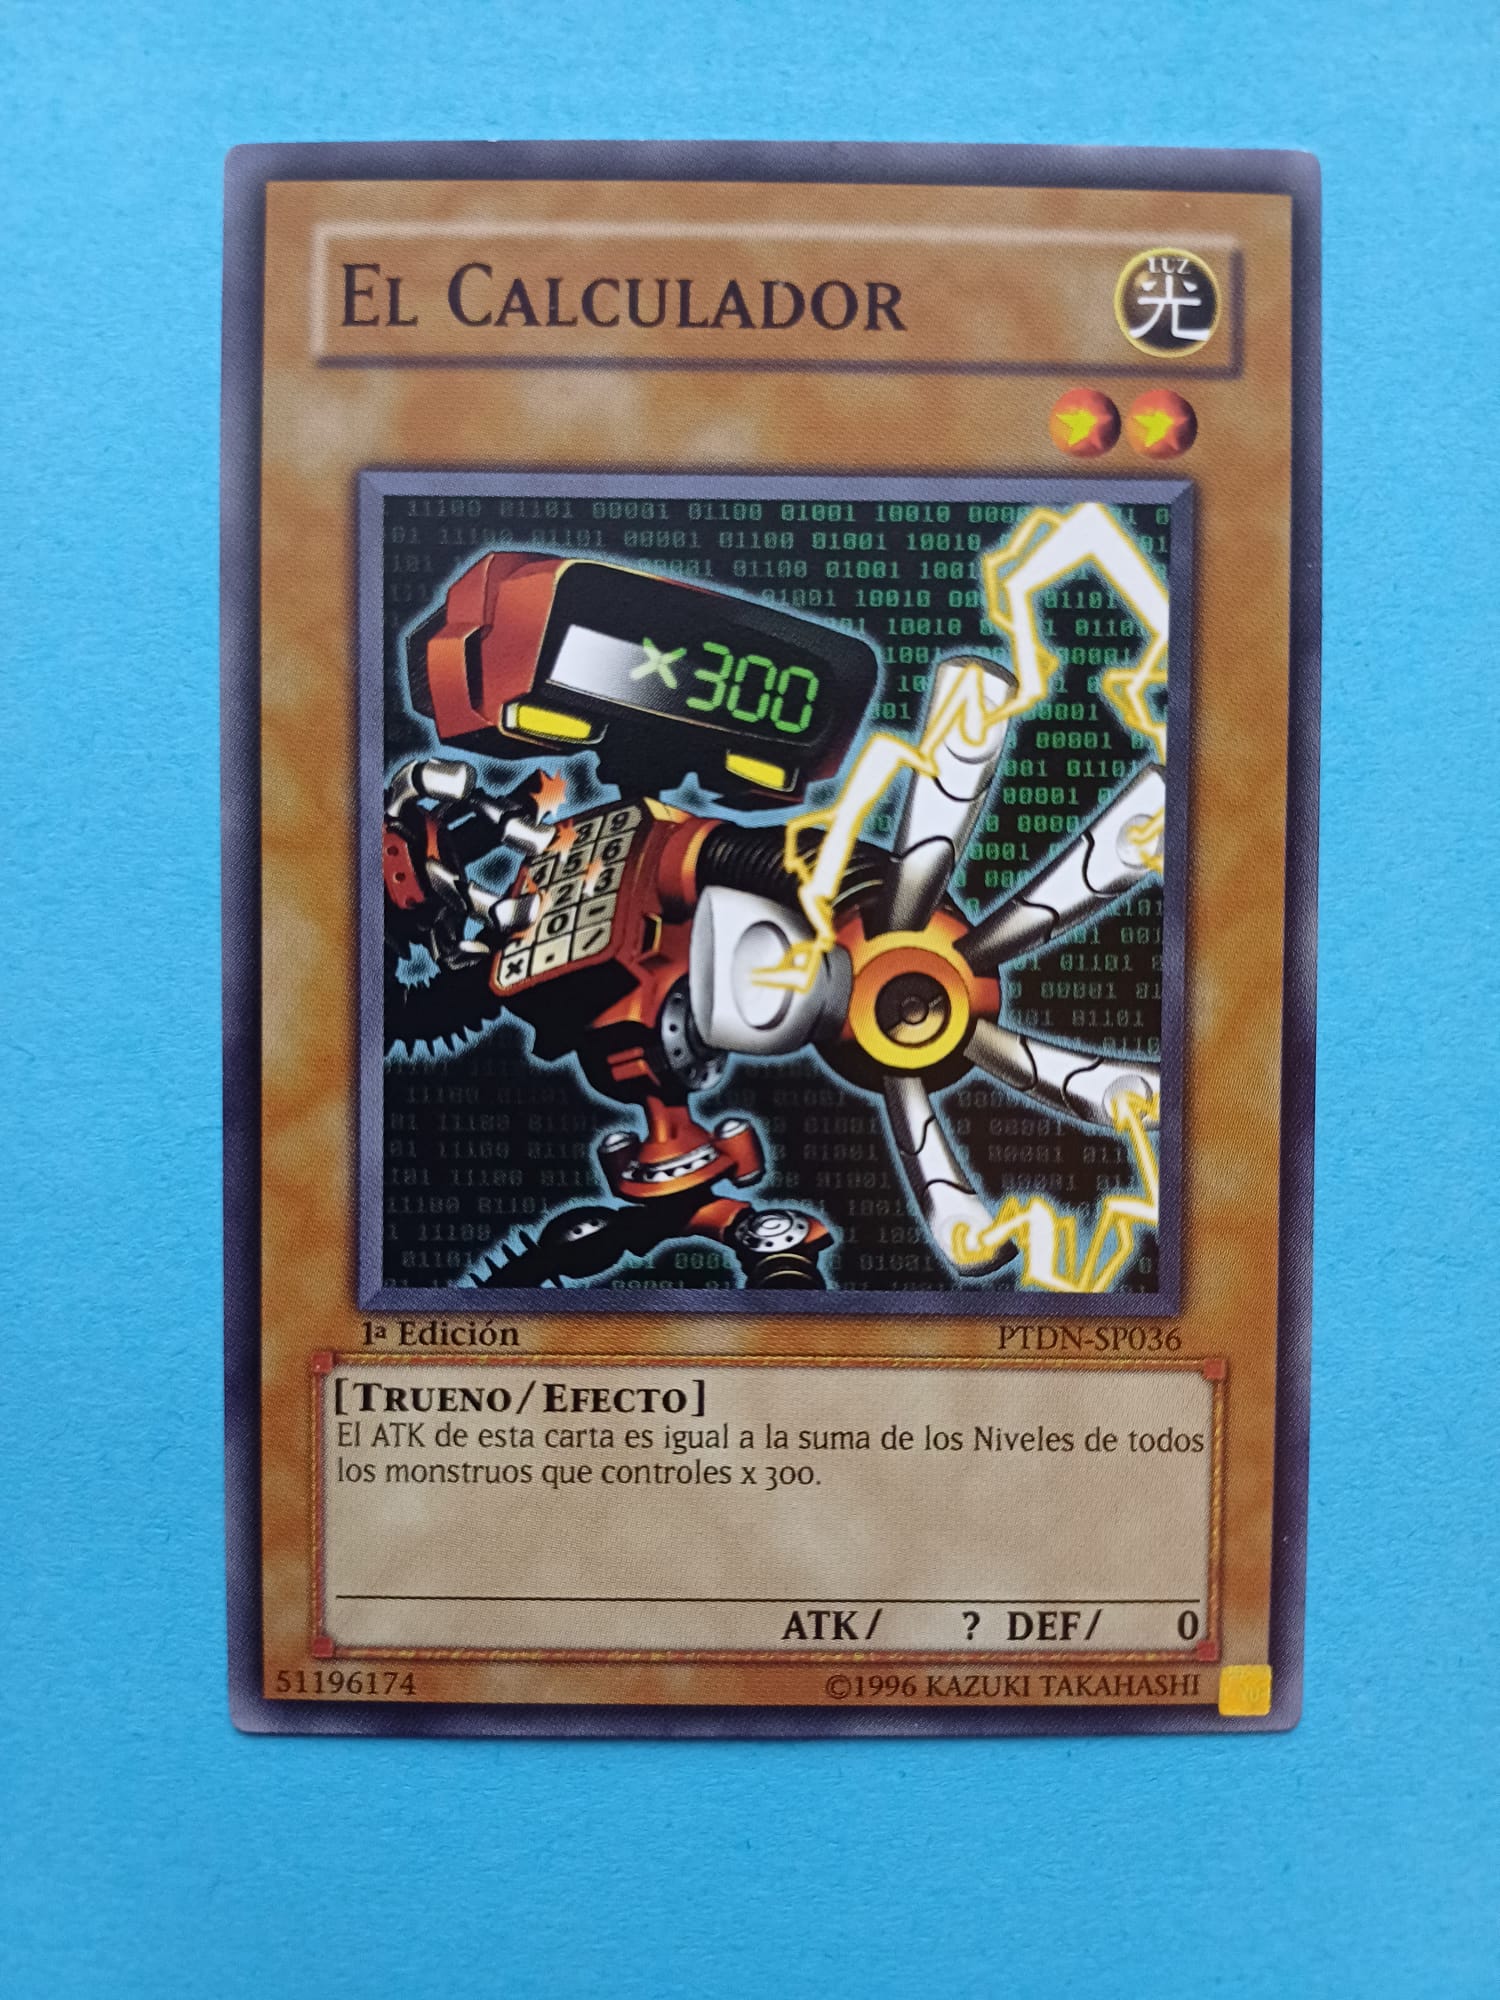 EL CALCULADOR
LUZ
光
x300
1ª Edición
PTDN-SP036
[TRUENO/EFECTO]
El ATK de esta carta es igual a la suma de los Niveles de todos
los monstruos que controles x 300.
ATK/ ? DEF/ 0
51196174
©1996 KAZUKI TAKAHASHI